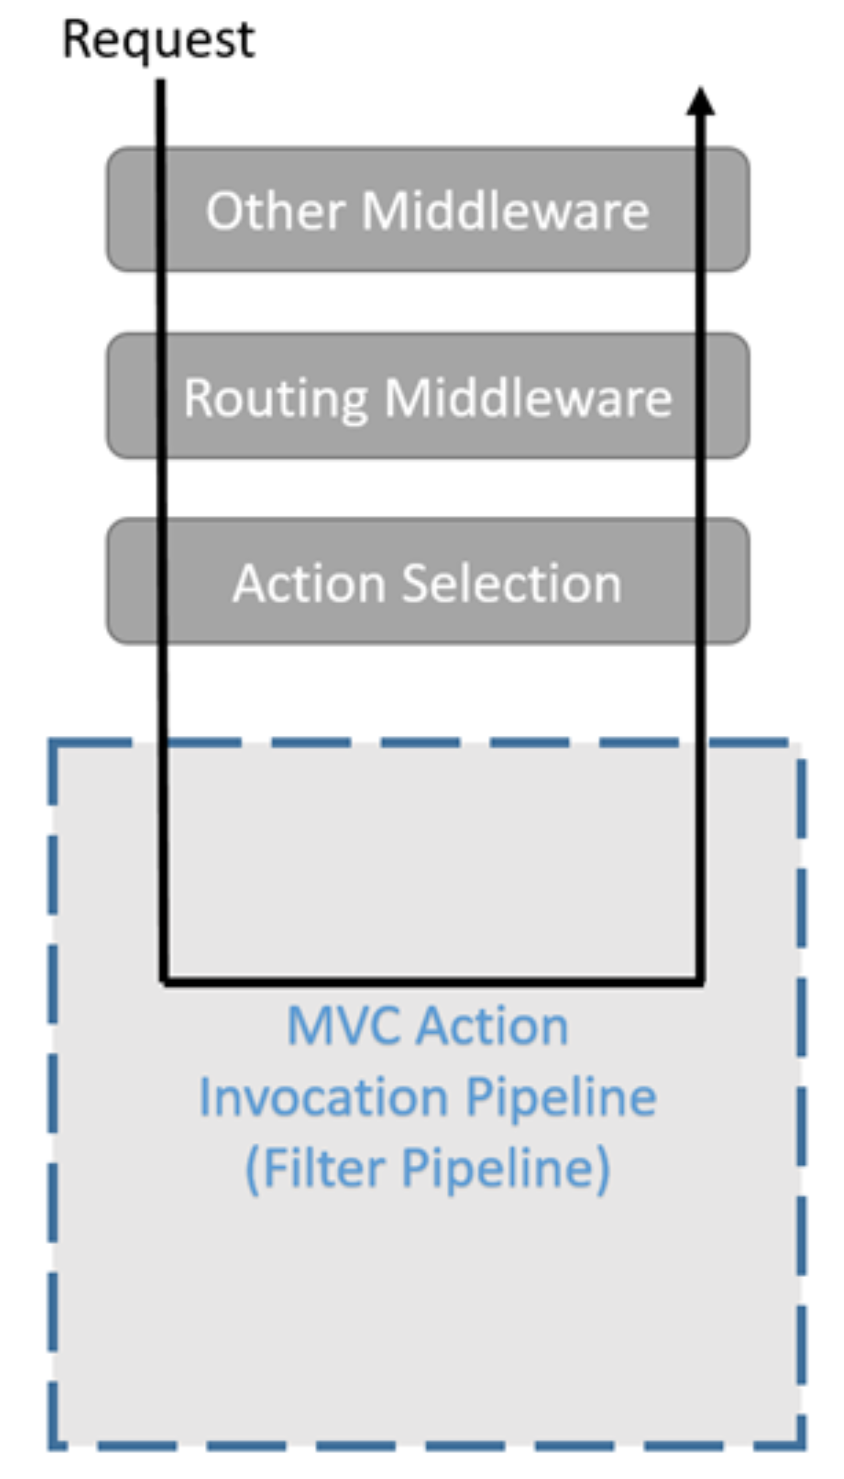 Request
Other Middleware
Routing Middleware
Action Selection
MVC Action
Invocation Pipeline
(Filter Pipeline)